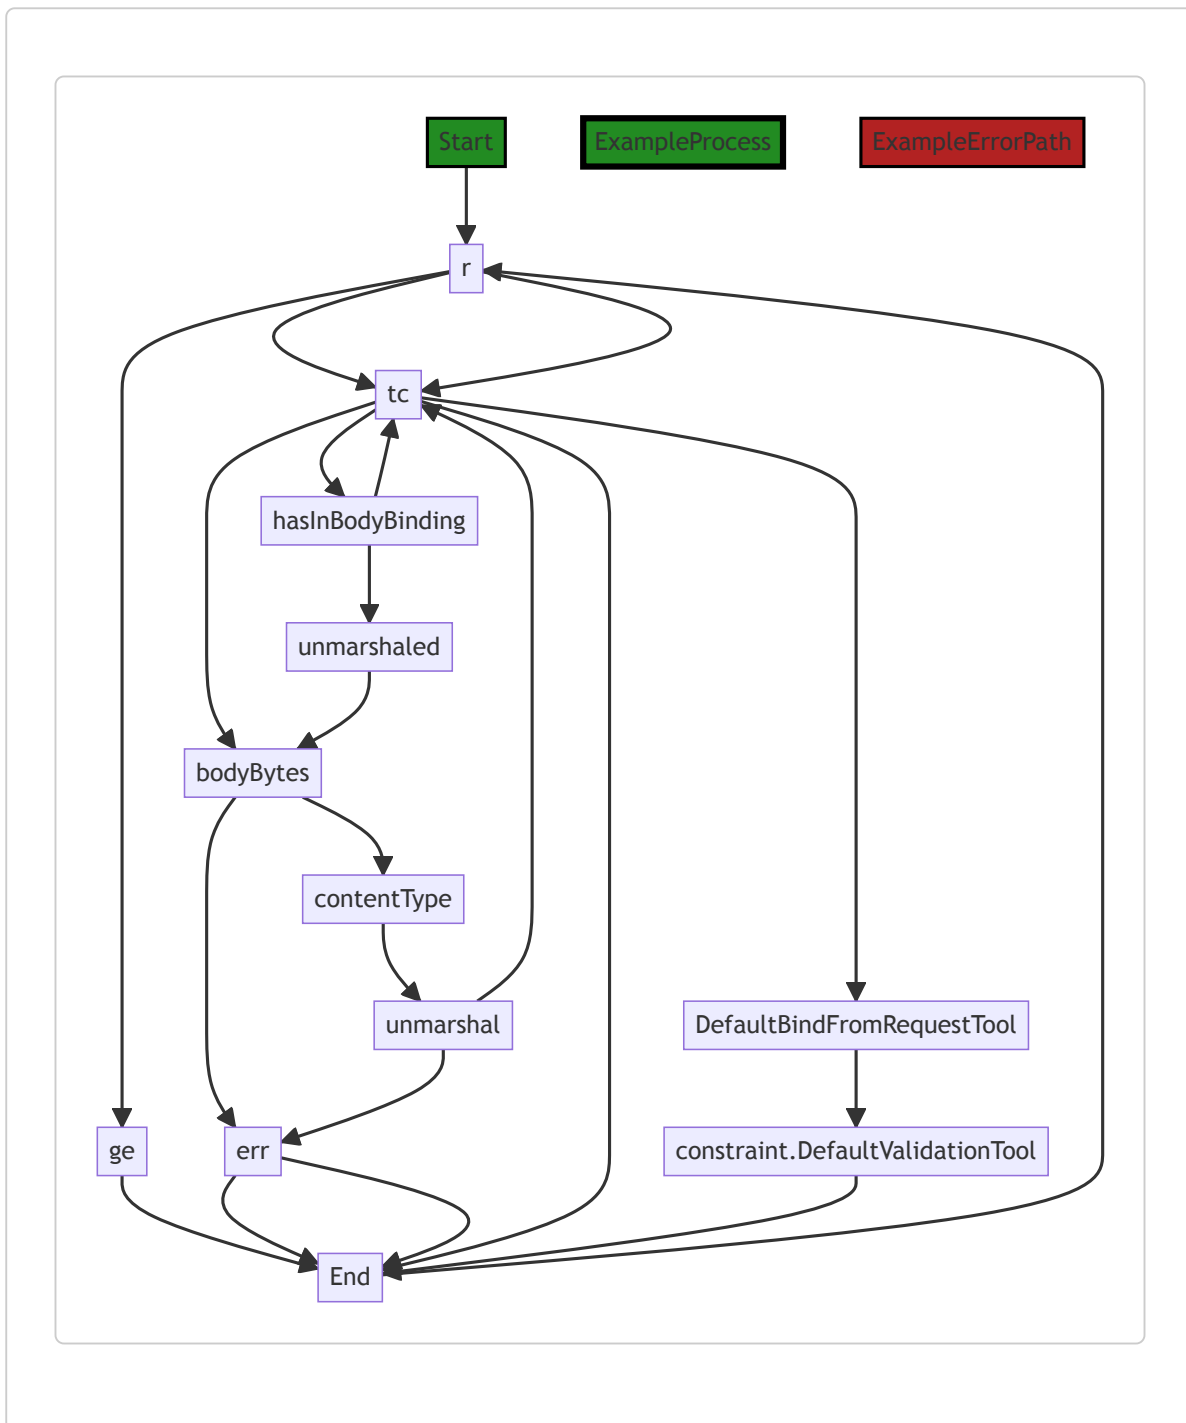 Start
ExampleProcess
ExampleErrorPath
r
tc
hasInBodyBinding
unmarshaled
bodyBytes
contentType
unmarshal
DefaultBindFromRequestTool
ge
err
constraint.DefaultValidationTool
End